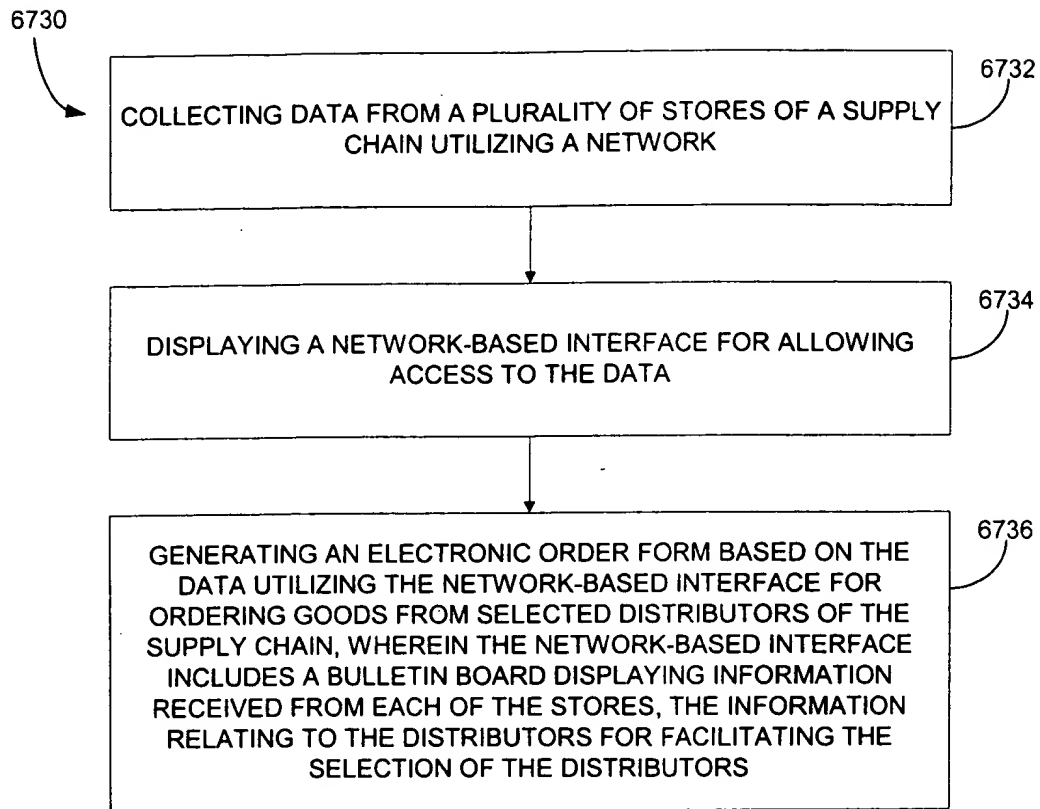 6730
6732
COLLECTING DATA FROM A PLURALITY OF STORES OF A SUPPLY
CHAIN UTILIZING A NETWORK
6734
DISPLAYING A NETWORK-BASED INTERFACE FOR ALLOWING
ACCESS TO THE DATA
6736
GENERATING AN ELECTRONIC ORDER FORM BASED ON THE
DATA UTILIZING THE NETWORK-BASED INTERFACE FOR
ORDERING GOODS FROM SELECTED DISTRIBUTORS OF THE
SUPPLY CHAIN, WHEREIN THE NETWORK-BASED INTERFACE
INCLUDES A BULLETIN BOARD DISPLAYING INFORMATION
RECEIVED FROM EACH OF THE STORES, THE INFORMATION
RELATING TO THE DISTRIBUTORS FOR FACILITATING THE
SELECTION OF THE DISTRIBUTORS